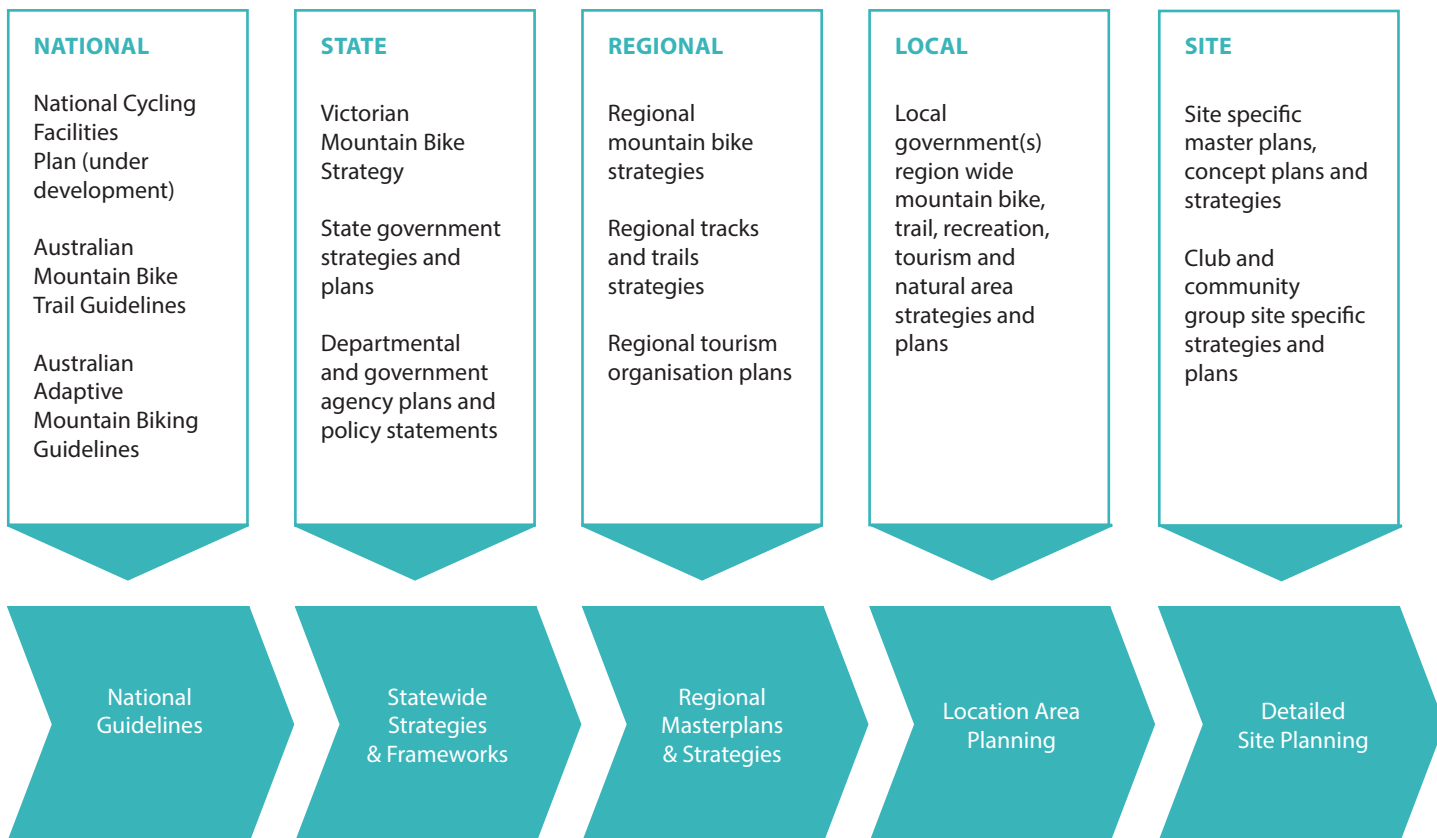 NATIONAL
National Cycling
Facilities
Plan (under
development)
Australian
Mountain Bike
Trail Guidelines
Australian
Adaptive
Mountain Biking
Guidelines
STATE
Victorian
Mountain Bike
Strategy
State government
strategies and
plans
Departmental
and government
agency plans and
policy statements
REGIONAL
Regional
mountain bike
strategies
Regional tracks
and trails
strategies
Regional tourism
organisation plans
LOCAL
Local
government(s)
region wide
mountain bike,
trail, recreation,
tourism and
natural area
strategies and
plans
SITE
Site specific
master plans,
concept plans and
strategies
Club and
community
group site specific
strategies and
plans
National
Guidelines
Statewide
Strategies
& Frameworks
Regional
Masterplans
& Strategies
Location Area
Planning
Detailed
Site Planning